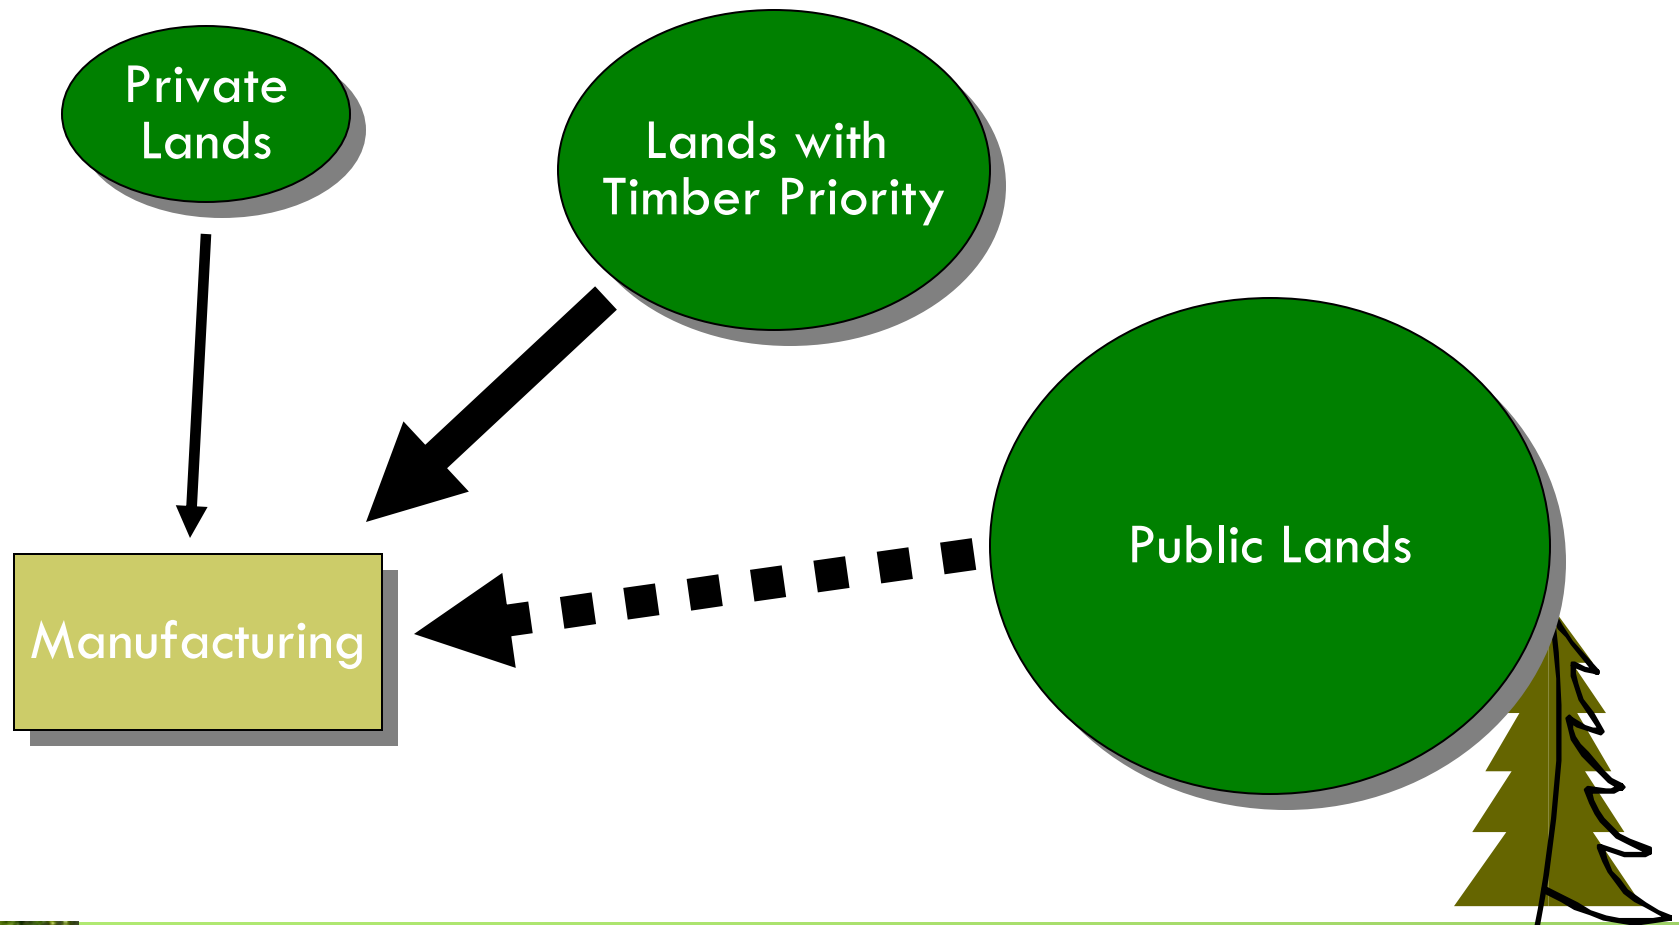 Private
Lands
Lands with
Timber Priority
Public Lands
Manufacturing